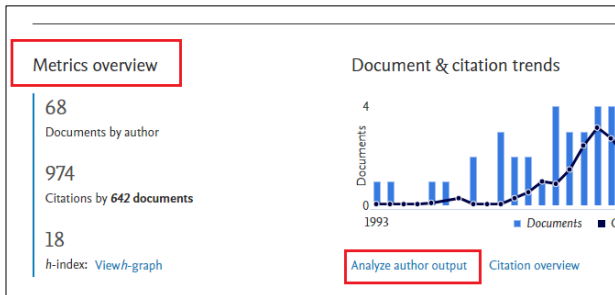 Metrics overview
68
Documents by author
974
Citations by 642 documents
18
h-index: Viewh-graph
Document & citation trends
4
Documents
0
1993
Documents
Analyze author output Citation overview